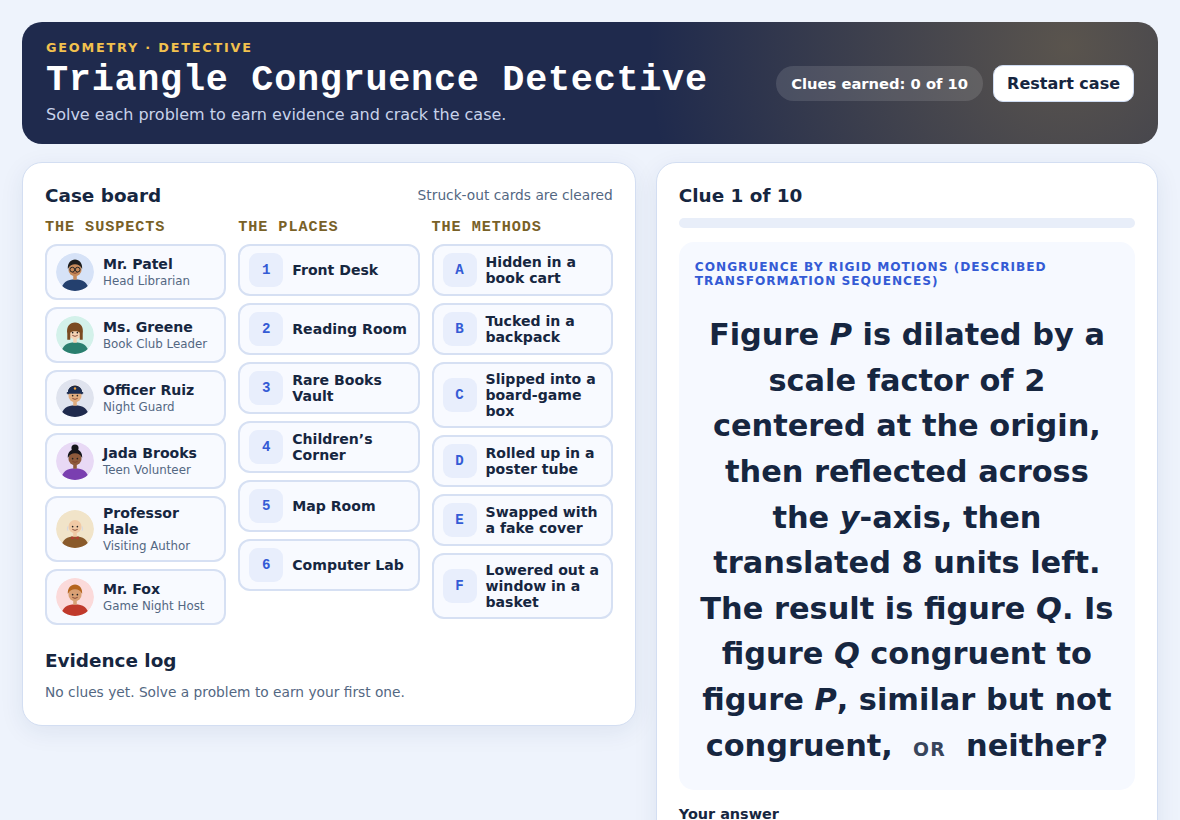 GEOMETRY · DETECTIVE
Triangle Congruence Detective
Solve each problem to earn evidence and crack the case.
Clues earned: 0 of 10
Restart case
Case board
Struck-out cards are cleared
THE SUSPECTS
Mr. Patel
Head Librarian
Ms. Greene
Book Club Leader
Officer Ruiz
Night Guard
Jada Brooks
Teen Volunteer
Professor
Hale
Visiting Author
Mr. Fox
Game Night Host
THE PLACES
1 Front Desk
2 Reading Room
3 Rare Books
Vault
4 Children’s
Corner
5 Map Room
6 Computer Lab
THE METHODS
A Hidden in a
book cart
B Tucked in a
backpack
C Slipped into a
board-game
box
D Rolled up in a
poster tube
E Swapped with
a fake cover
F Lowered out a
window in a
basket
Evidence log
No clues yet. Solve a problem to earn your first one.
Clue 1 of 10
CONGRUENCE BY RIGID MOTIONS (DESCRIBED
TRANSFORMATION SEQUENCES)
Figure P is dilated by a
scale factor of 2
centered at the origin,
then reflected across
the y-axis, then
translated 8 units left.
The result is figure Q. Is
figure Q congruent to
figure P, similar but not
congruent, OR neither?
Your answer